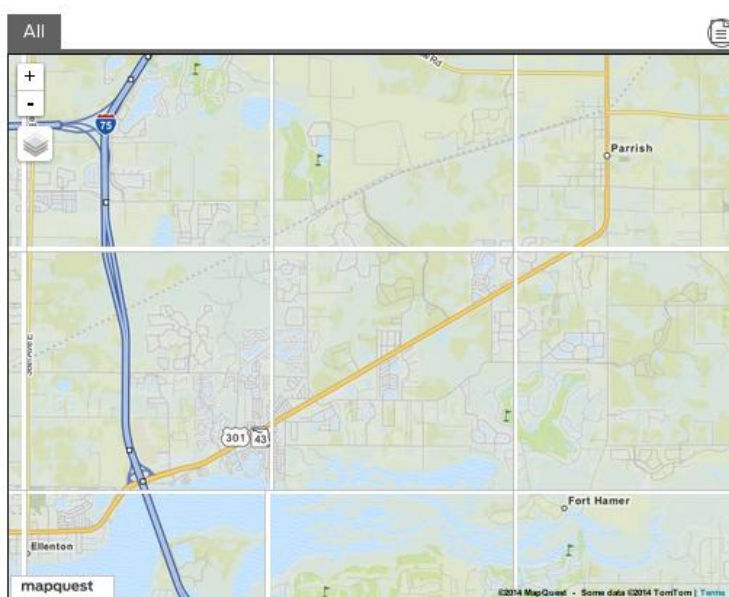 All
+
Rd
-
75
Parrish
301
43
Fort Hamer
Ellenton
mapquest
©2014 MapQuest - Some data ©2014 TomTom | Terms